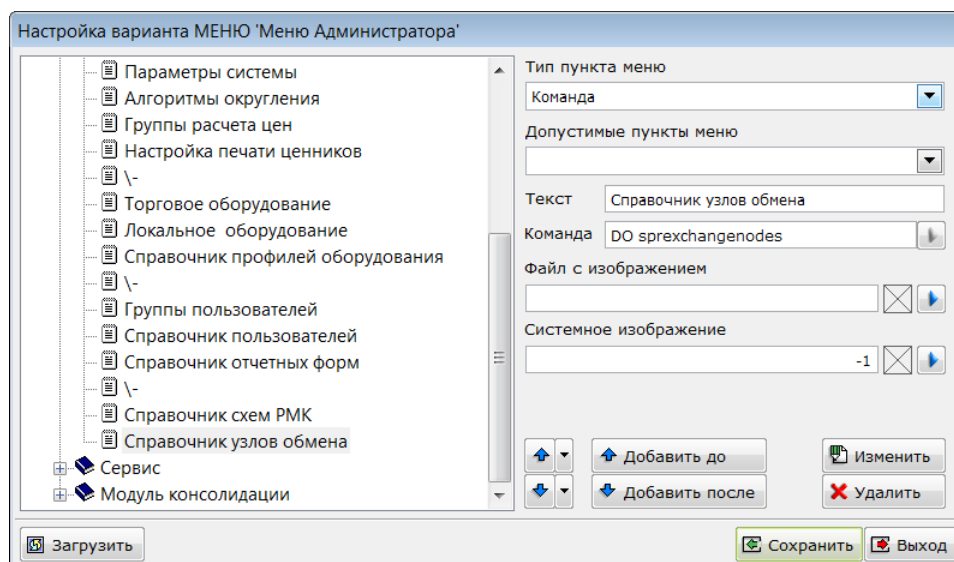 Настройка варианта МЕНЮ 'Меню Администратора'
Параметры системы
Алгоритмы округления
Группы расчета цен
Настройка печати ценников
\-
Торговое оборудование
Локальное оборудование
Справочник профилей оборудования
\-
Группы пользователей
Справочник пользователей
Справочник отчетных форм
\-
Справочник схем РМК
Справочник узлов обмена
Сервис
Модуль консолидации
Тип пункта меню
Команда
Допустимые пункты меню
Текст Справочник узлов обмена
Команда DO sprexchangenodes
Файл с изображением
Системное изображение
-1
Добавить до Изменить
Добавить после Удалить
Загрузить Сохранить Выход